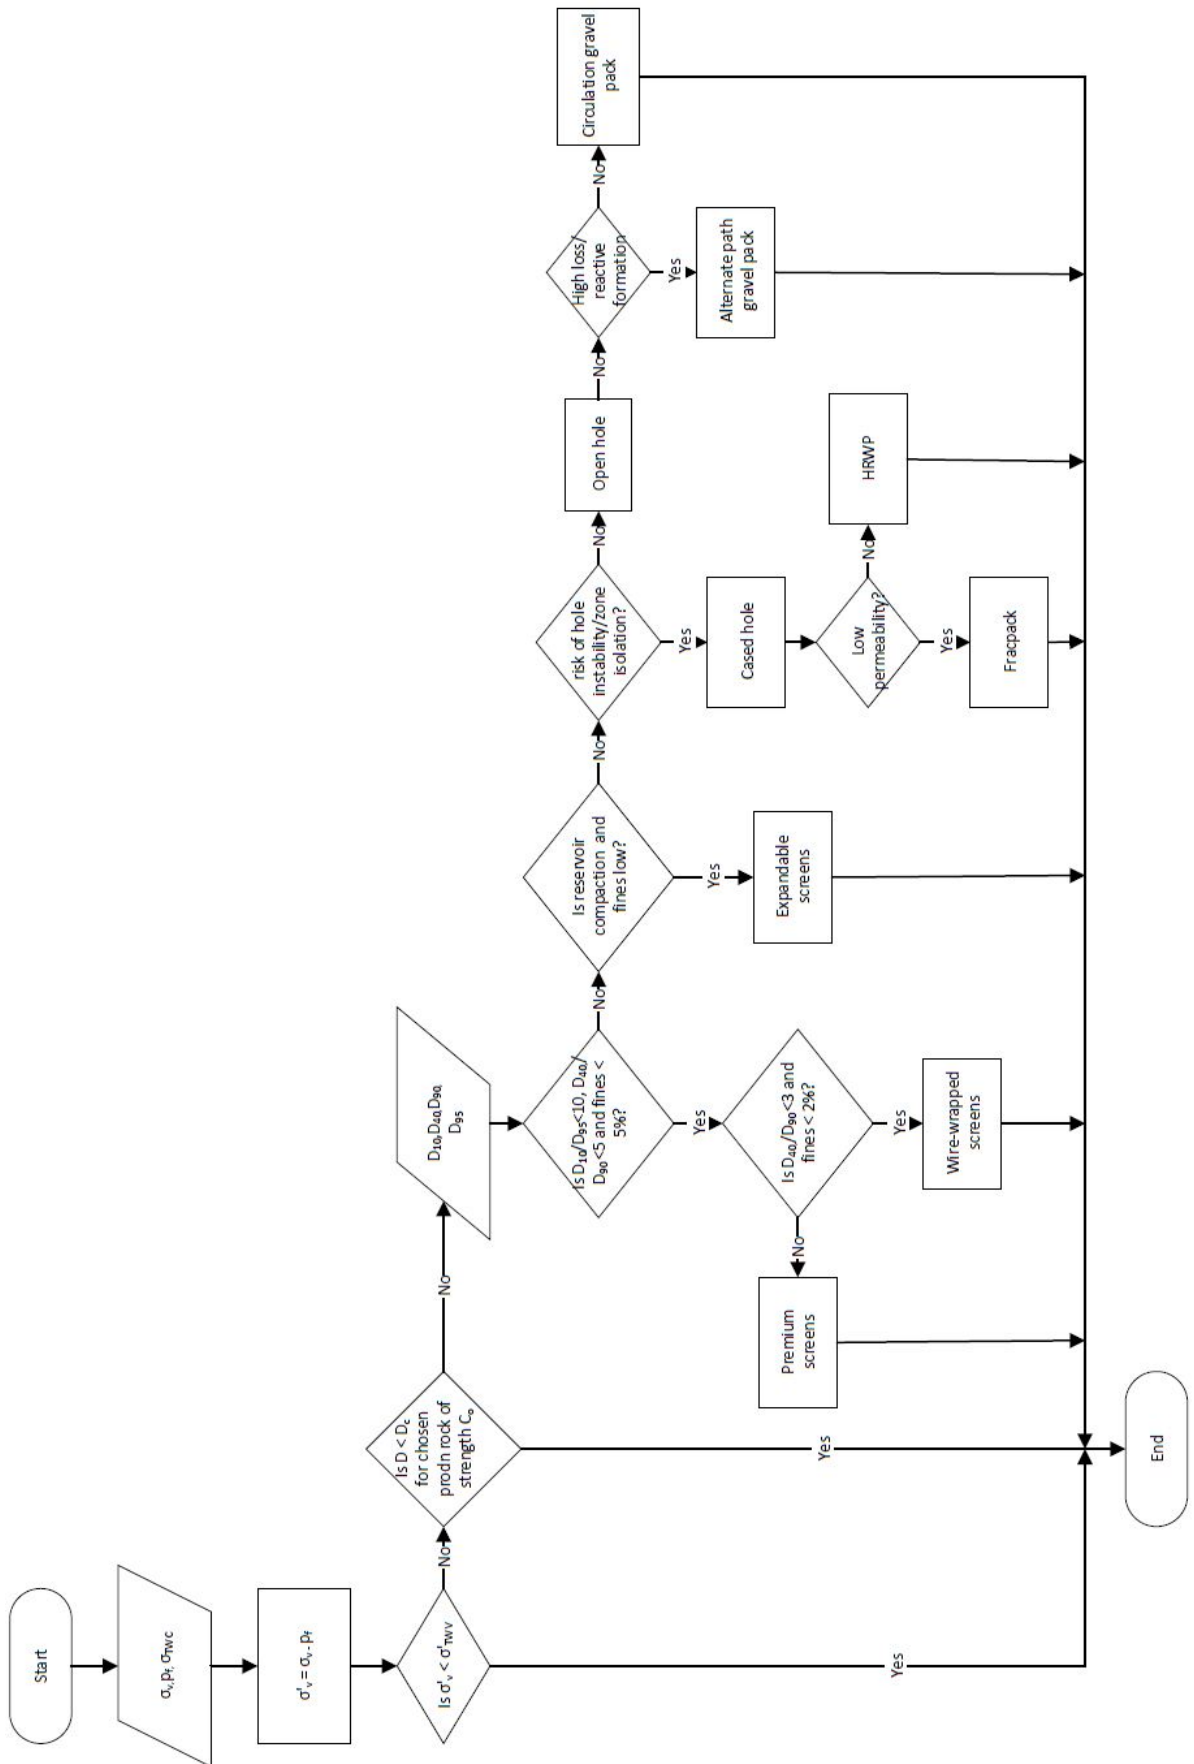 Start
σv,pf,σTWC
σ'v = σv - pf
Is σ'v < σ'TWV
No
Yes
Is D < Dc
for chosen
prodn rock of
strength Co
No
Yes
D10,D40,D90,
D95
Is D10/D95<10, D40/
D90<5 and fines <
5%?
No
Yes
Is D40/D90<3 and
fines < 2%?
No
Yes
Premium
screens
Wire-wrapped
screens
Is reservoir
compaction and
fines low?
No
Yes
Expandable
screens
risk of hole
instability/zone
isolation?
No
Yes
Cased hole
Low
permeability?
No
Yes
HRWP
Fracpack
Open hole
No
High loss/
reactive
formation
No
Yes
Alternate path
gravel pack
Circulation gravel
pack
End